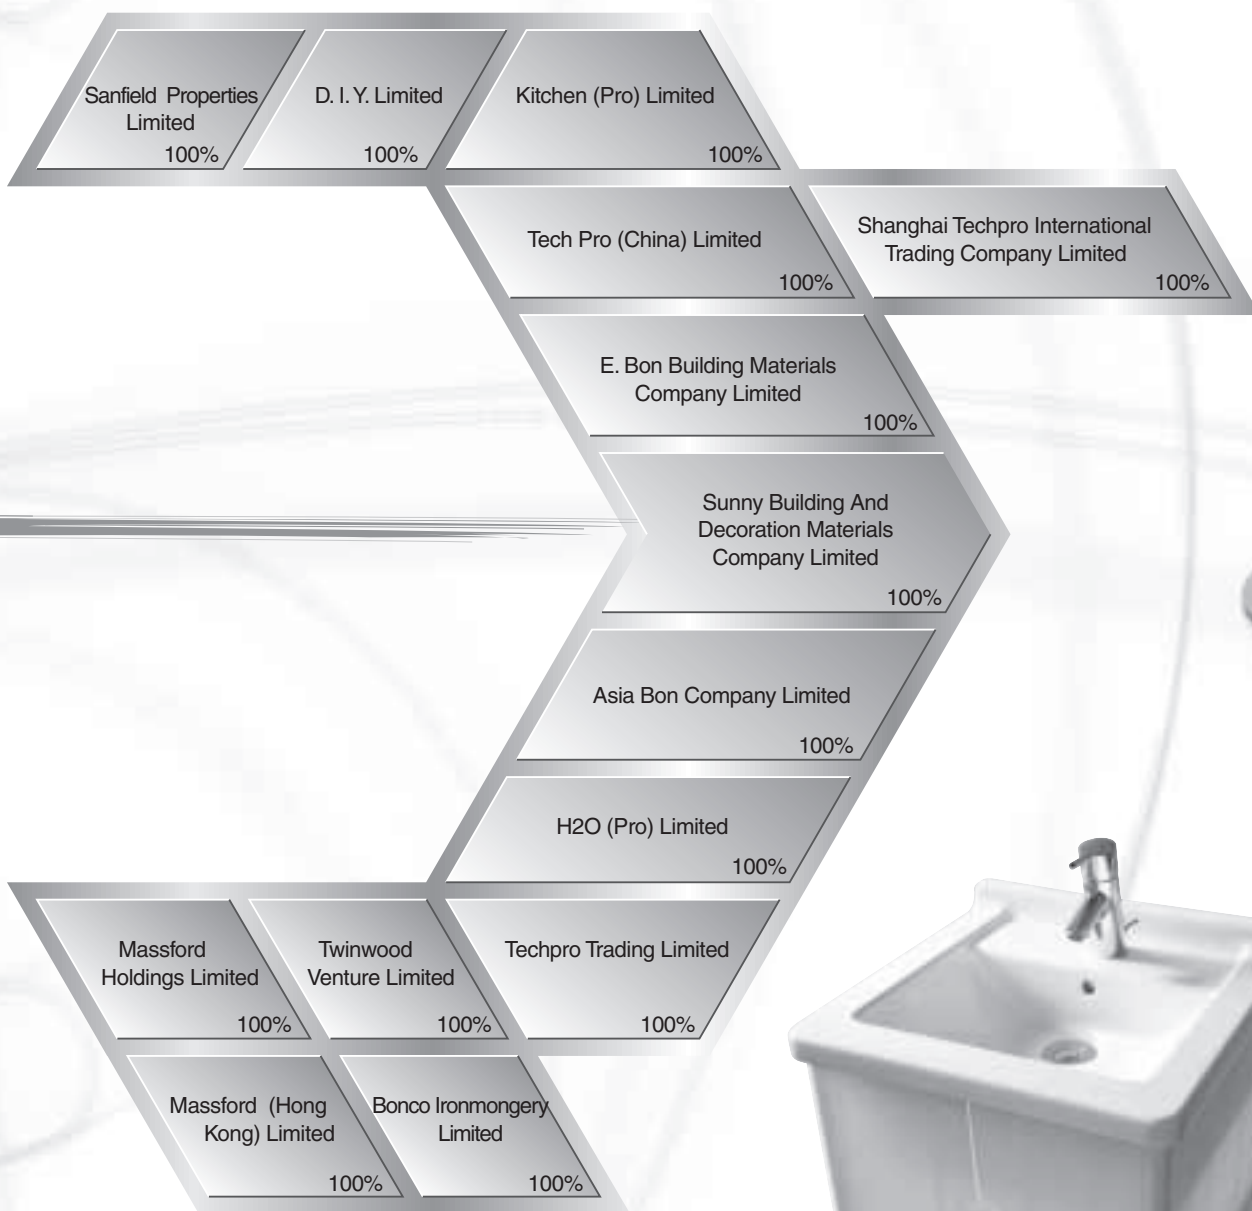 Sanfield Properties
Limited
100%
D. I. Y. Limited
100%
Kitchen (Pro) Limited
100%
Tech Pro (China) Limited
100%
Shanghai Techpro International
Trading Company Limited
100%
E. Bon Building Materials
Company Limited
100%
Sunny Building And
Decoration Materials
Company Limited
100%
Asia Bon Company Limited
100%
H2O (Pro) Limited
100%
Massford
Holdings Limited
100%
Twinwood
Venture Limited
100%
Techpro Trading Limited
100%
Massford (Hong
Kong) Limited
100%
Bonco Ironmongery
Limited
100%